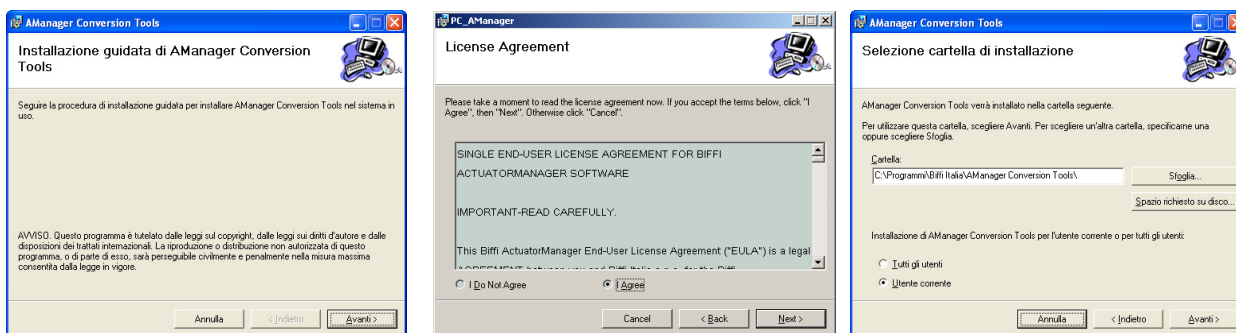 AManager Conversion Tools
Installazione guidata di AManager Conversion
Tools
Seguire la procedura di installazione guidata per installare AManager Conversion Tools nel sistema in
uso.
AVVISO. Questo programma è tutelato dalle leggi sul copyright, dalle leggi sui diritti d'autore e dalle
disposizioni dei trattati internazionali. La riproduzione o distribuzione non autorizzata di questo
programma, o di parte di esso, sarà perseguibile civilmente e penalmente nella misura massima
consentita dalla legge in vigore.
Annulla
< Indietro
Avanti >
PC_AManager
License Agreement
Please take a moment to read the license agreement now. If you accept the terms below, click "I
Agree", then "Next". Otherwise click "Cancel".
SINGLE END-USER LICENSE AGREEMENT FOR BIFFI
ACTUATORMANAGER SOFTWARE
IMPORTANT-READ CAREFULLY.
This Biffi ActuatorManager End-User License Agreement ("EULA") is a legal
AGREEMENT between you and Biffi Italia s.r.l. for the Biffi
I Do Not Agree
I Agree
Cancel
< Back
Next >
AManager Conversion Tools
Selezione cartella di installazione
AManager Conversion Tools verrà installato nella cartella seguente.
Per utilizzare questa cartella, scegliere Avanti. Per scegliere un'altra cartella, specificarne una
oppure scegliere Sfoglia.
Cartella:
C:\Programmi\Biffi Italia\AManager Conversion Tools\
Sfoglia...
Spazio richiesto su disco...
Installazione di AManager Conversion Tools per l'utente corrente o per tutti gli utenti:
Tutti gli utenti
Utente corrente
Annulla
< Indietro
Avanti >